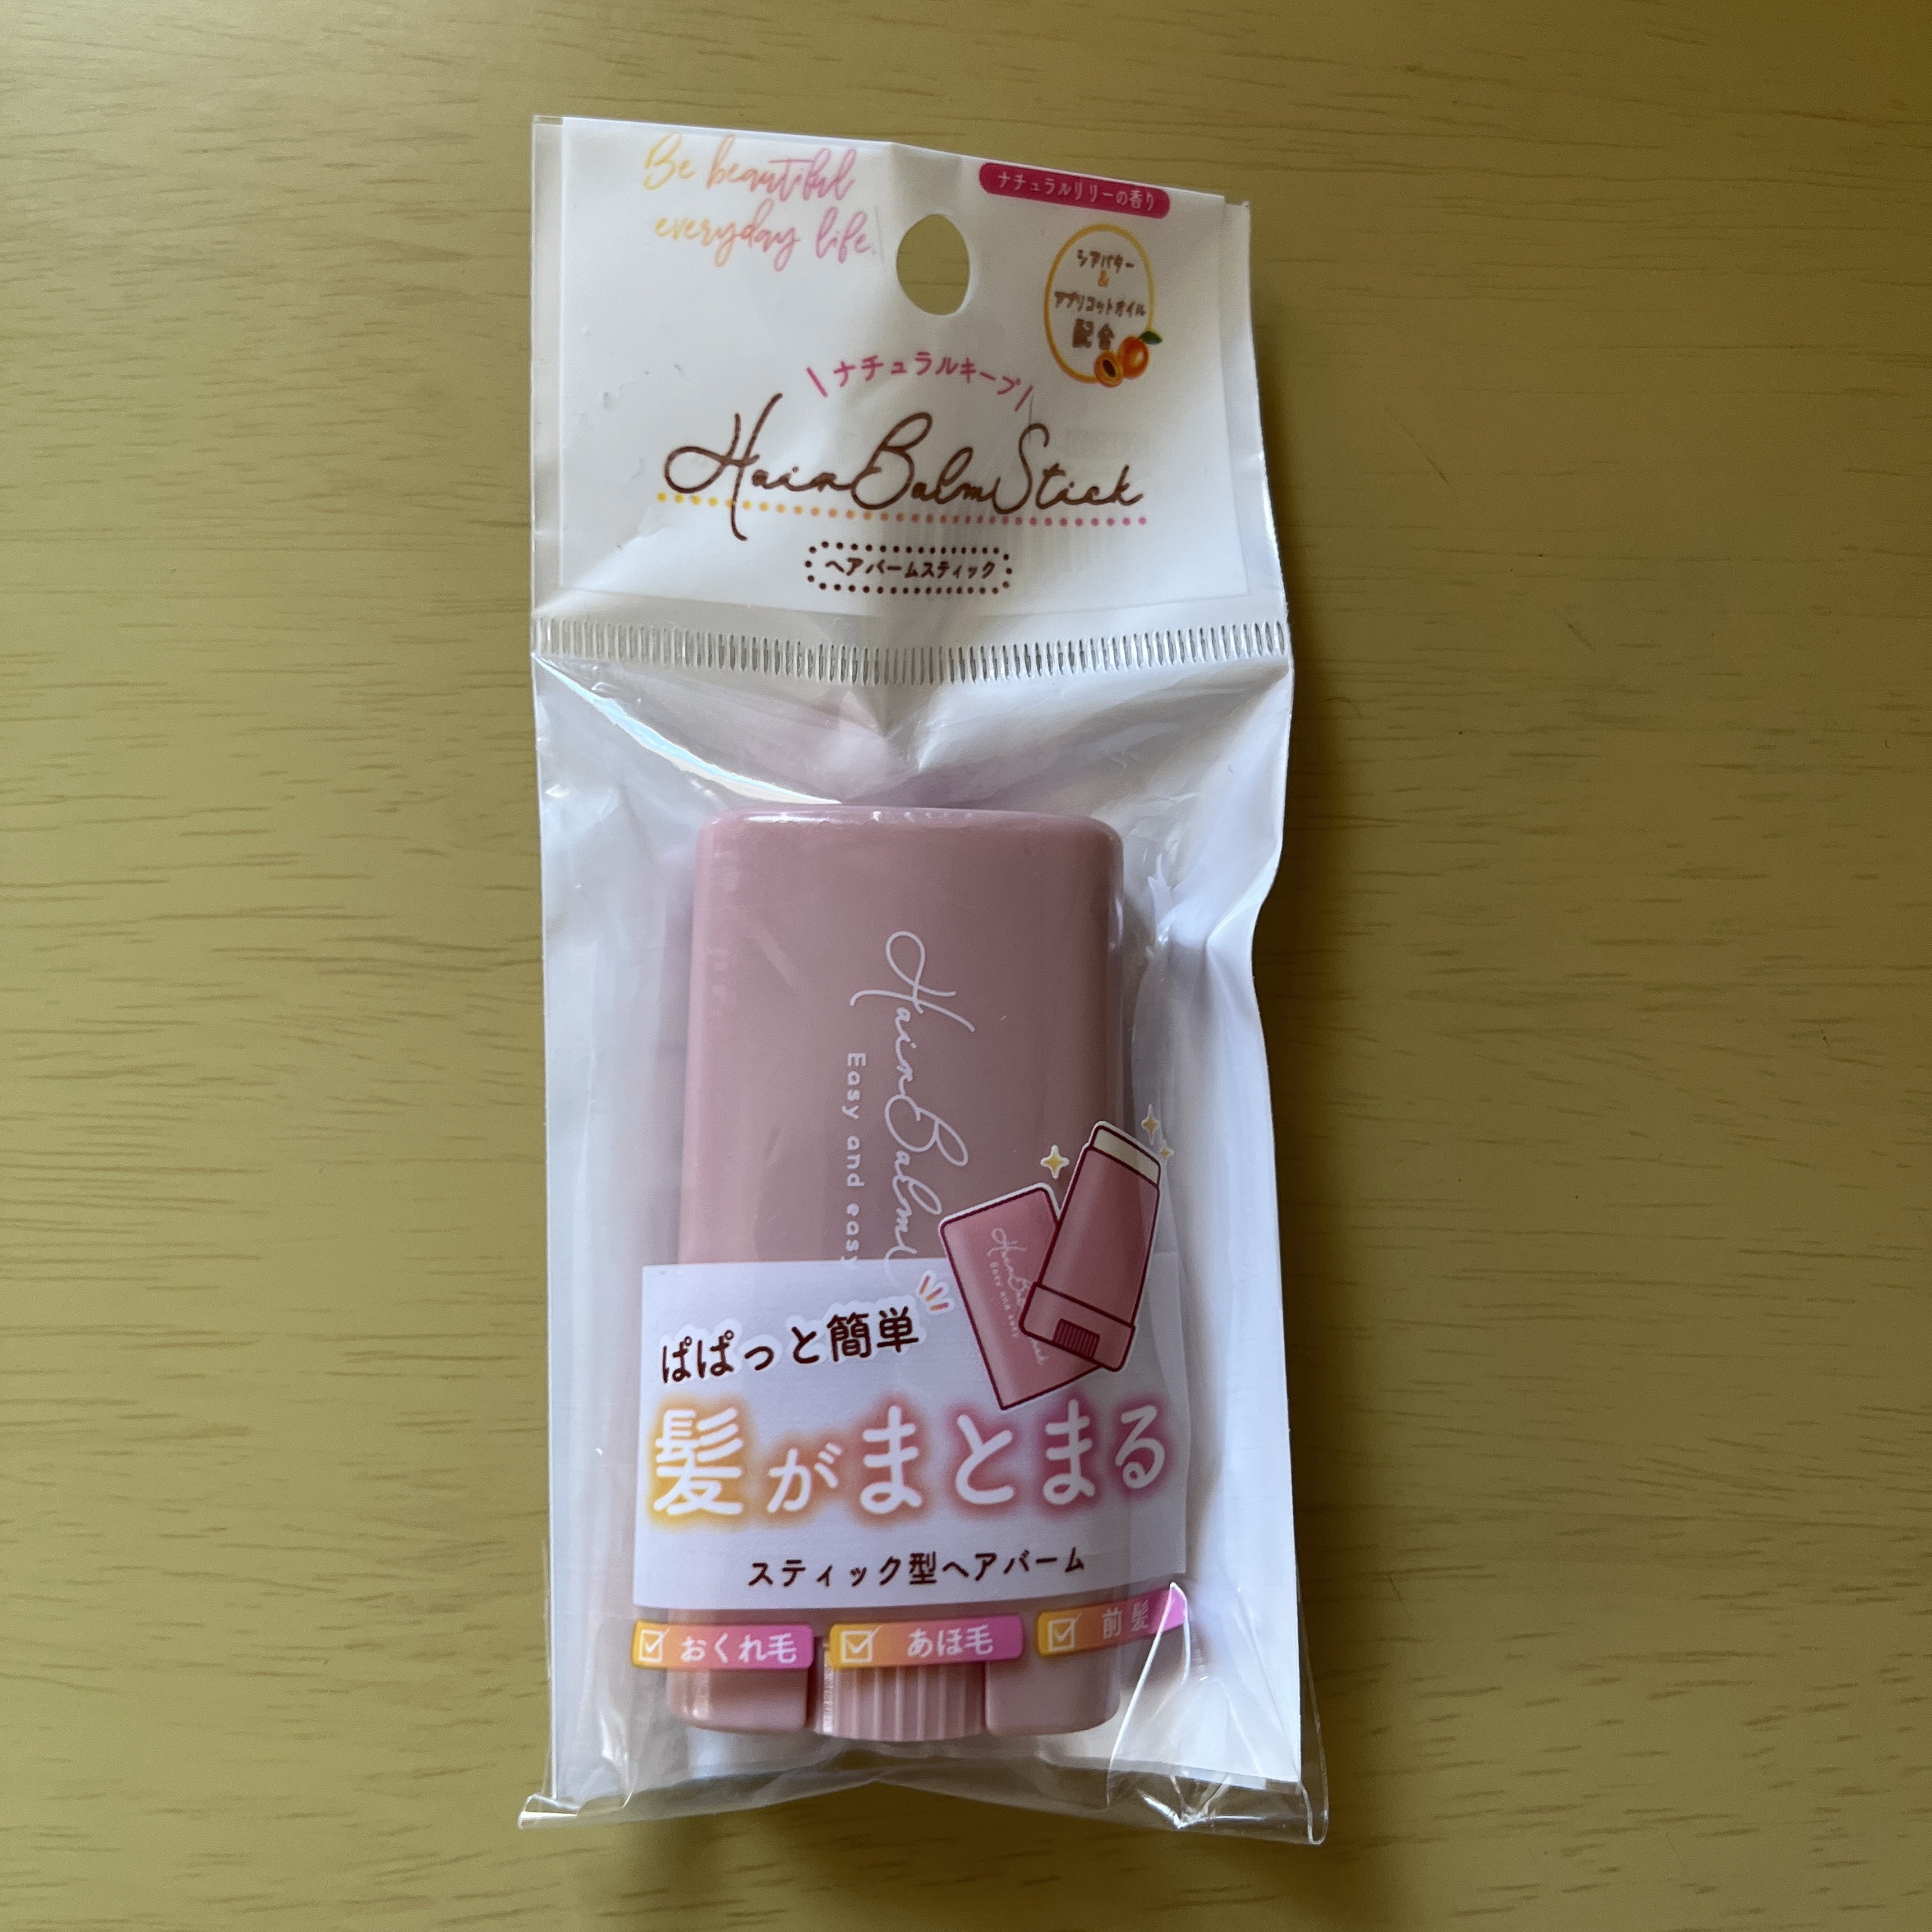 Be beautiful
everyday life.
ナチュラルリリーの香り
シアバター
&
アプリコットオイル
配合
\ナチュラルキープ/
Hair Balm Stick
ヘアバームスティック
Hair Balm
Easy and easy
ぱぱっと簡単
髪がまとまる
スティック型ヘアバーム
おくれ毛
あほ毛
前髪